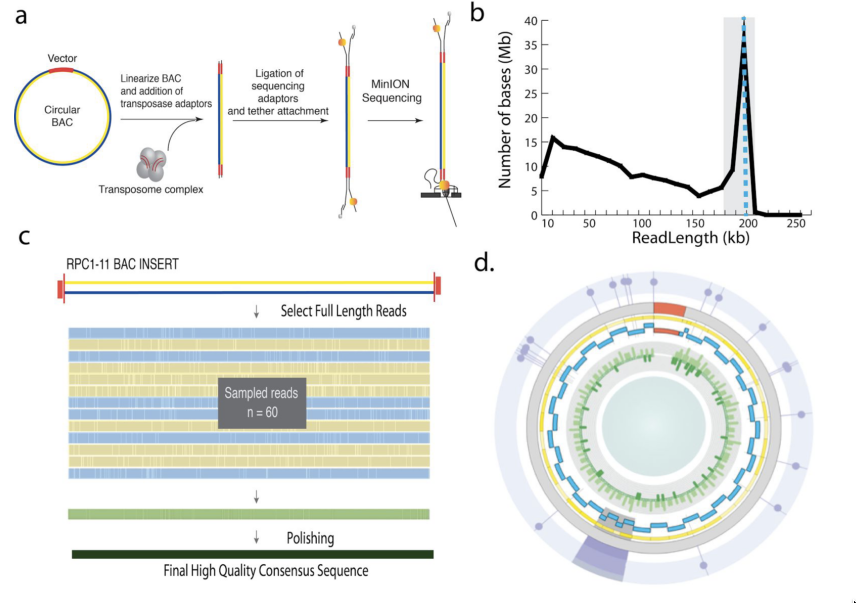 a
Vector
Circular
BAC
Linearize BAC
and addition of
transposase adaptors
Transposome complex
Ligation of
sequencing
adaptors
and tether attachment
MinION
Sequencing
b
Number of bases (Mb)
40
35
30
25
20
15
10
5
0
10 50 100 150 200 250
ReadLength (kb)
c
RPC1-11 BAC INSERT
Select Full Length Reads
Sampled reads
n = 60
Polishing
Final High Quality Consensus Sequence
d.